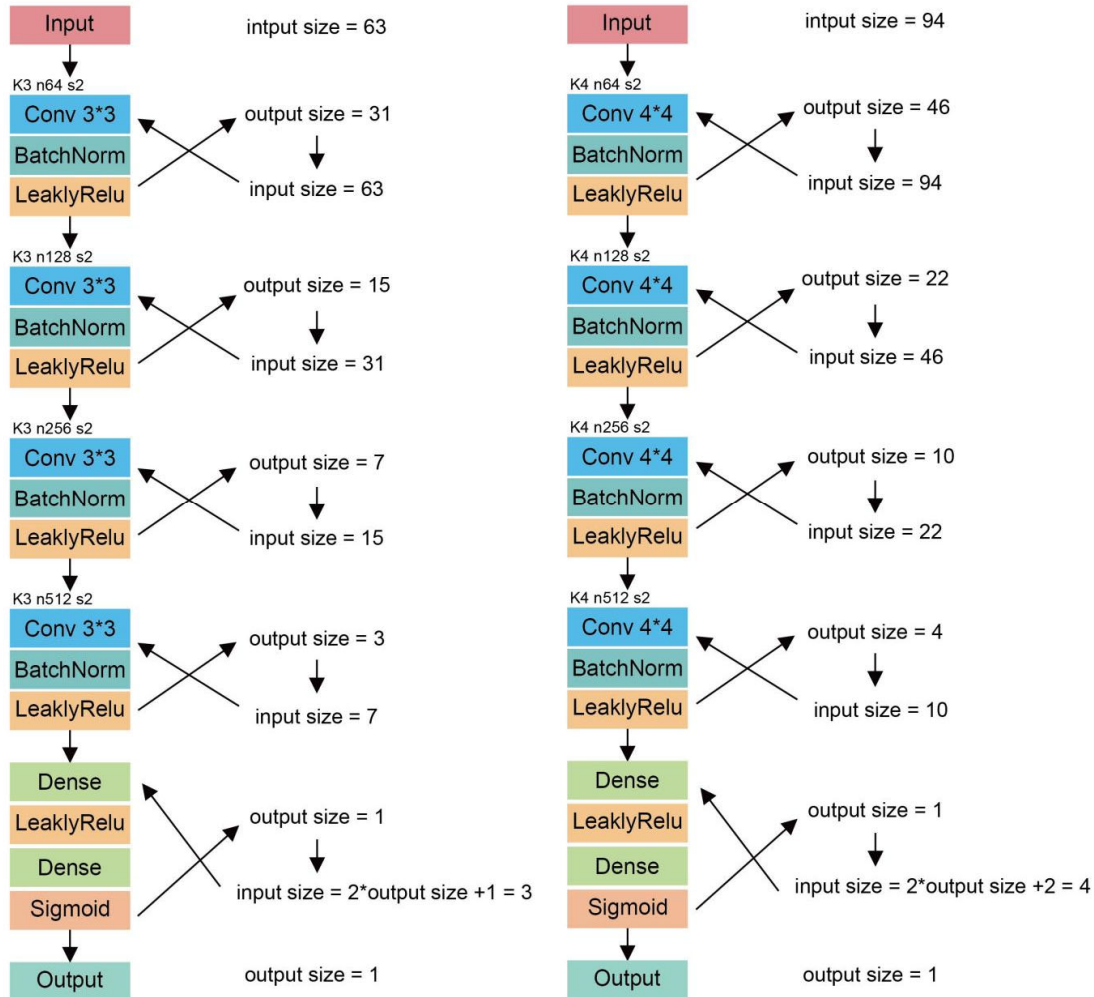 Input
intput size = 63
K3 n64 s2
Conv 3*3
BatchNorm
LeaklyRelu
output size = 31
input size = 63
K3 n128 s2
Conv 3*3
BatchNorm
LeaklyRelu
output size = 15
input size = 31
K3 n256 s2
Conv 3*3
BatchNorm
LeaklyRelu
output size = 7
input size = 15
K3 n512 s2
Conv 3*3
BatchNorm
LeaklyRelu
output size = 3
input size = 7
Dense
LeaklyRelu
Dense
Sigmoid
output size = 1
input size = 2*output size +1 = 3
Output
output size = 1
Input
intput size = 94
K4 n64 s2
Conv 4*4
BatchNorm
LeaklyRelu
output size = 46
input size = 94
K4 n128 s2
Conv 4*4
BatchNorm
LeaklyRelu
output size = 22
input size = 46
K4 n256 s2
Conv 4*4
BatchNorm
LeaklyRelu
output size = 10
input size = 22
K4 n512 s2
Conv 4*4
BatchNorm
LeaklyRelu
output size = 4
input size = 10
Dense
LeaklyRelu
Dense
Sigmoid
output size = 1
input size = 2*output size +2 = 4
Output
output size = 1